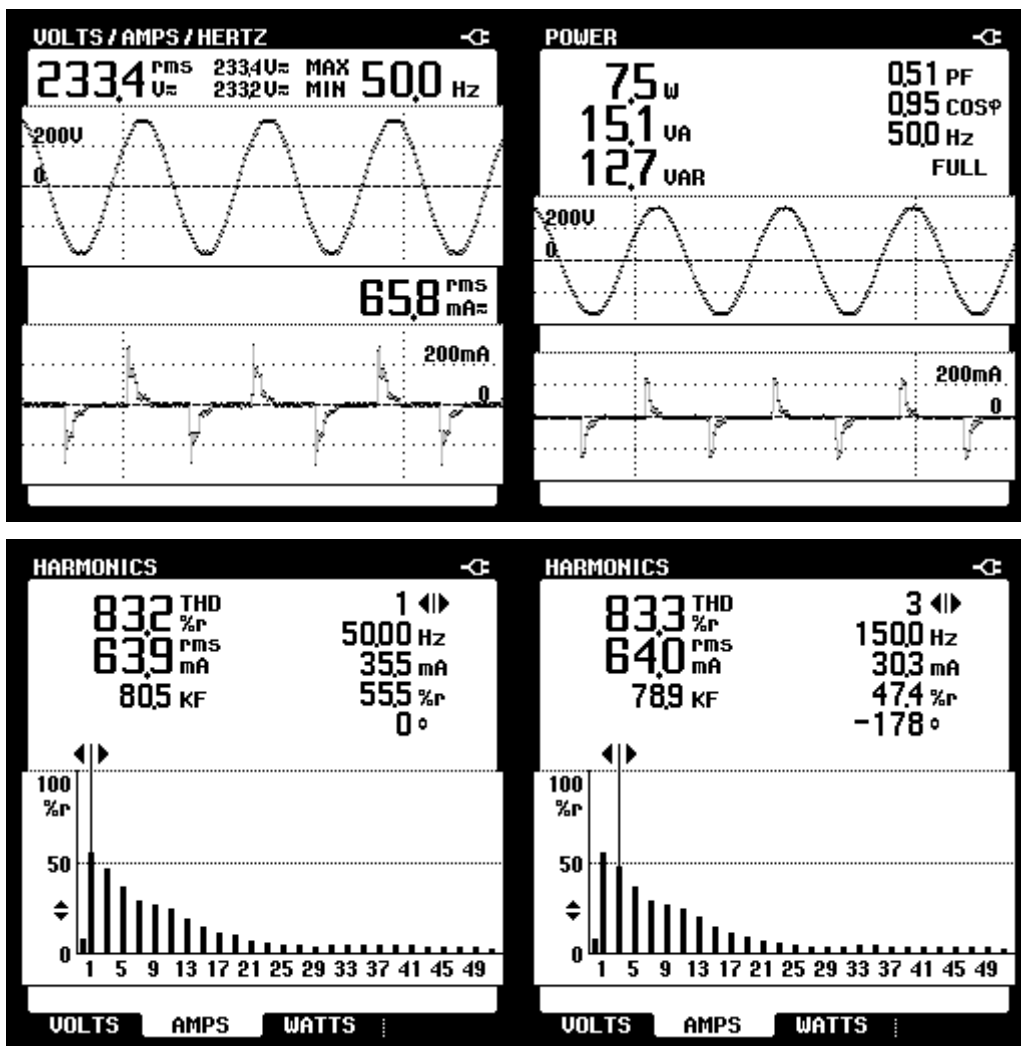 VOLTS/AMPS/HERTZ
233.4 rms V≂ 233.4V≂ MAX 50.0 Hz
233.2V≂ MIN
200V
0
65.8 rms mA≂
200mA
0
POWER
7.5 W 0.51 PF
15.1 VA 0.95 COSφ
12.7 VAR 50.0 Hz
FULL
200V
0
200mA
0
HARMONICS
83.2 THD %r 1
63.9 rms mA 50.00 Hz
80.5 KF 35.5 mA
55.5 %r
0 °
100
%r
50
0
1 5 9 13 17 21 25 29 33 37 41 45 49
VOLTS AMPS WATTS
HARMONICS
83.3 THD %r 3
64.0 rms mA 150.0 Hz
78.9 KF 30.3 mA
47.4 %r
-178 °
100
%r
50
0
1 5 9 13 17 21 25 29 33 37 41 45 49
VOLTS AMPS WATTS